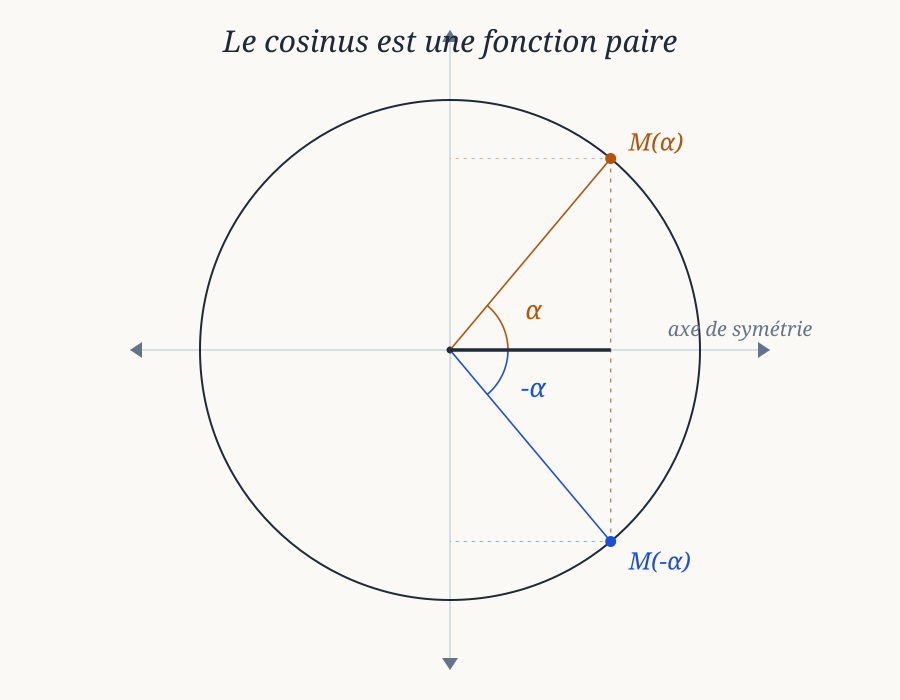 Le cosinus est une fonction paire
M(α)
α
axe de symétrie
-α
M(-α)